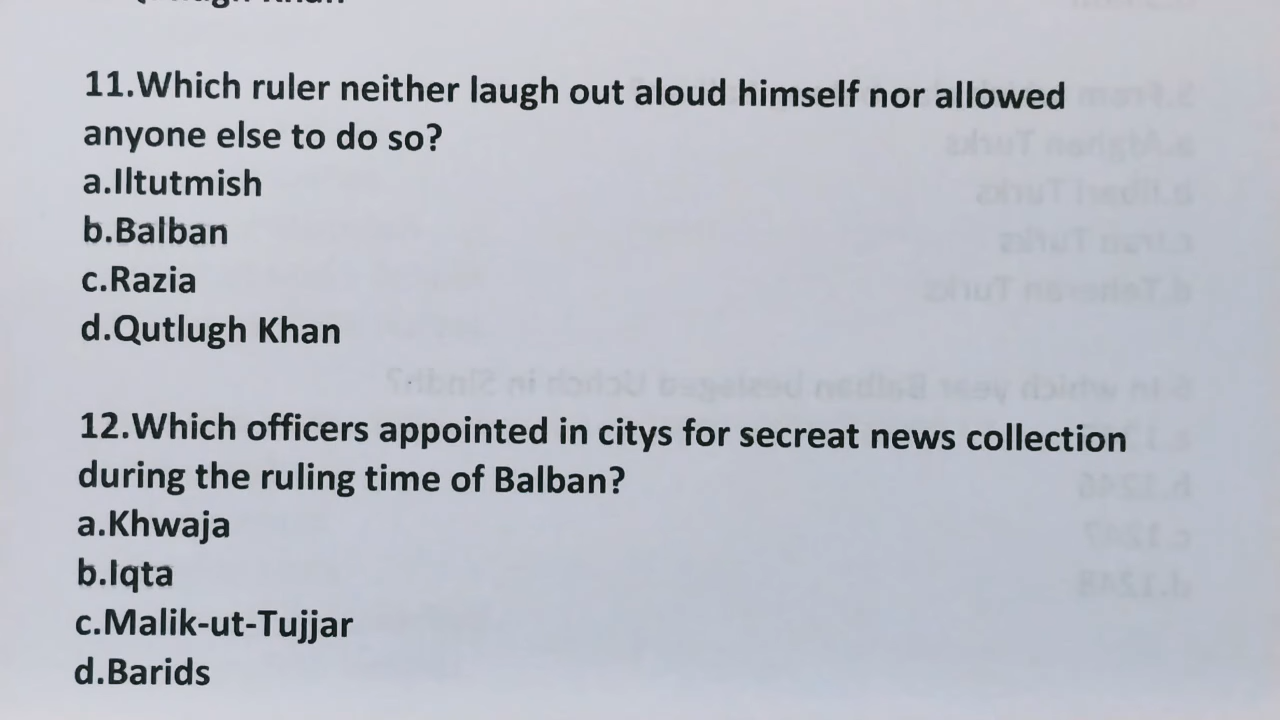 11.Which ruler neither laugh out aloud himself nor allowed
anyone else to do so?
a.Iltutmish
b.Balban
c.Razia
d.Qutlugh Khan
12.Which officers appointed in citys for secreat news collection
during the ruling time of Balban?
a.Khwaja
b.Iqta
c.Malik-ut-Tujjar
d.Barids